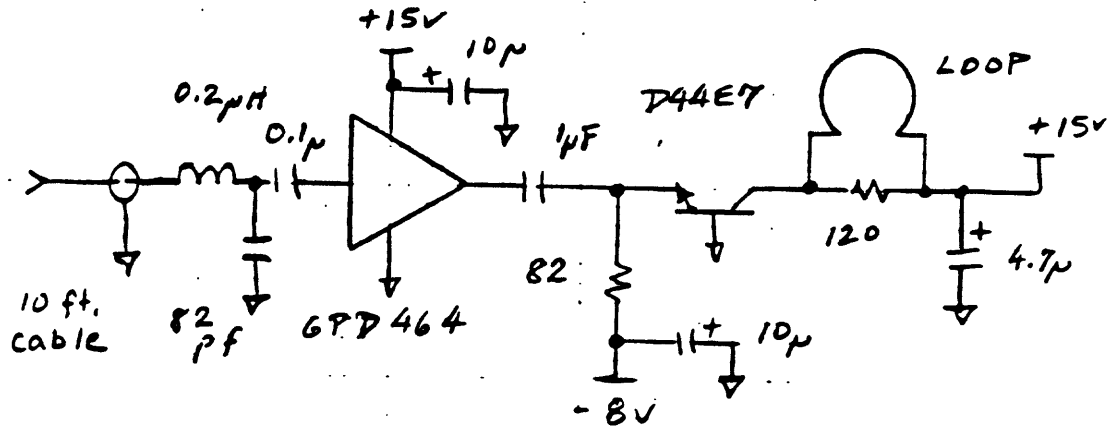 +15v
10μ
+
0.2μH
0.1μ
1μF
D44E7
LOOP
+15v
120
+
4.7μ
82
10 ft.
cable
82
pf
GPD 464
+
10μ
- 8v